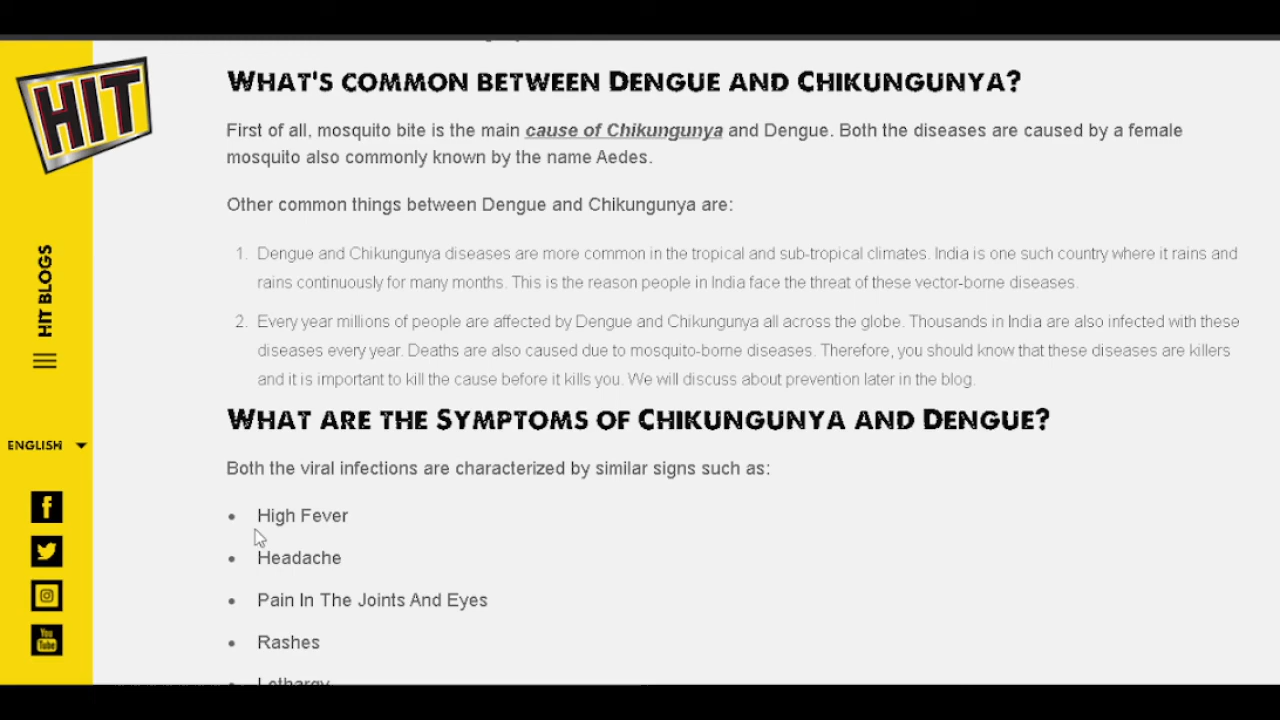 HIT
HIT BLOGS
ENGLISH
You
Tube
WHAT'S COMMON BETWEEN DENGUE AND CHIKUNGUNYA?
First of all, mosquito bite is the main cause of Chikungunya and Dengue. Both the diseases are caused by a female
mosquito also commonly known by the name Aedes.
Other common things between Dengue and Chikungunya are:
1. Dengue and Chikungunya diseases are more common in the tropical and sub-tropical climates. India is one such country where it rains and
rains continuously for many months. This is the reason people in India face the threat of these vector-borne diseases.
2. Every year millions of people are affected by Dengue and Chikungunya all across the globe. Thousands in India are also infected with these
diseases every year. Deaths are also caused due to mosquito-borne diseases. Therefore, you should know that these diseases are killers
and it is important to kill the cause before it kills you. We will discuss about prevention later in the blog.
WHAT ARE THE SYMPTOMS OF CHIKUNGUNYA AND DENGUE?
Both the viral infections are characterized by similar signs such as:
• High Fever
• Headache
• Pain In The Joints And Eyes
• Rashes
• Lethargy